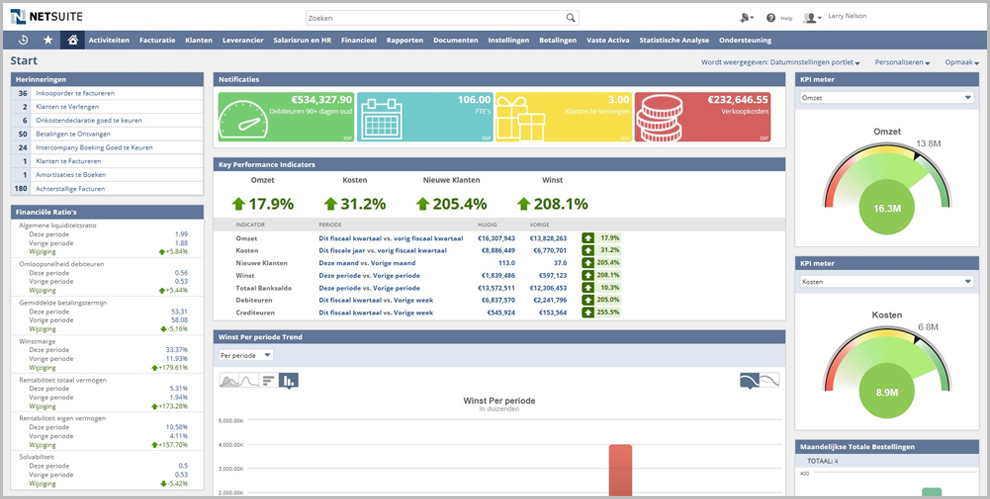 NETSUITE
Zoeken
Help
Larry Nelson
Activiteiten Facturatie Klanten Leverancier Salarisrun en HR Financieel Rapporten Documenten Instellingen Betalingen Vaste Activa Statistische Analyse Ondersteuning
Start
Wordt weergegeven: Datuminstellingen portlet Personaliseren Opmaak
Herinneringen
36 Inkooporder te factureren
2 Klanten te Verlengen
6 Onkostendeclaratie goed te keuren
50 Betalingen te Ontvangen
24 Intercompany Boeking Goed te Keuren
1 Klanten te Factureren
1 Amortisaties te Boeken
180 Achterstallige Facturen
Financiële Ratio's
Algemene liquiditeitsratio
Deze periode 1.99
Vorige periode 1.88
Wijziging +5.84%
Omloopsnelheid debiteuren
Deze periode 0.56
Vorige periode 0.53
Wijziging +5.44%
Gemiddelde betalingstermijn
Deze periode 53.31
Vorige periode 58.08
Wijziging -5.16%
Winstmarge
Deze periode 33.37%
Vorige periode 11.93%
Wijziging +179.61%
Rentabiliteit totaal vermogen
Deze periode 5.31%
Vorige periode 1.94%
Wijziging +173.28%
Rentabiliteit eigen vermogen
Deze periode 10.58%
Vorige periode 4.11%
Wijziging +157.70%
Solvabiliteit
Deze periode 0.5
Vorige periode 0.53
Wijziging -5.42%
Notificaties
€534,327.90
Debiteuren 90+ dagen oud
EDIT
106.00
FTE's
EDIT
3.00
Klanten te Verlengen
EDIT
€232,646.55
Verkoopkosten
EDIT
Key Performance Indicators
Omzet Kosten Nieuwe Klanten Winst
17.9% 31.2% 205.4% 208.1%
INDICATOR PERIODE HUIDIG VORIGE
Omzet Dit fiscaal kwartaal vs. vorig fiscaal kwartaal €16,307,943 €13,828,263 17.9%
Kosten Dit fiscale jaar vs. vorig fiscaal kwartaal €8,886,449 €6,770,701 31.2%
Nieuwe Klanten Deze maand vs. Vorige maand 113.0 37.0 205.4%
Winst Deze periode vs. Vorige periode €1,839,486 €597,123 208.1%
Totaal Banksaldo Deze periode vs. Vorige periode €13,572,511 €12,306,453 10.3%
Debiteuren Dit fiscaal kwartaal vs. Vorige week €6,837,570 €2,241,796 205.0%
Crediteuren Dit fiscaal kwartaal vs. Vorige week €545,924 €153,564 255.5%
Winst Per periode Trend
Per periode
Winst Per periode
In duizenden
5,000.00K
4,000.00K
3,000.00K
2,000.00K
KPI meter
Omzet
Omzet
13.8M
16.3M
KPI meter
Kosten
Kosten
6.8M
8.9M
Maandelijkse Totale Bestellingen
TOTAAL: 4
400